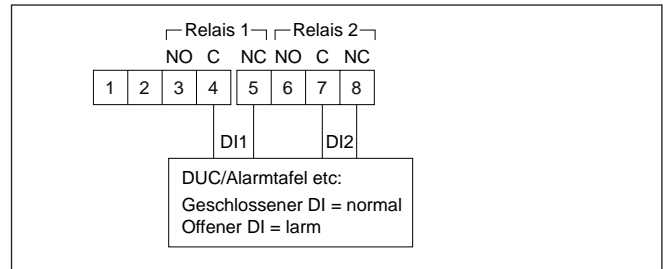 Relais 1 Relais 2
NO C NC NO C NC
1 2 3 4 5 6 7 8
DI1 DI2
DUC/Alarmtafel etc:
Geschlossener DI = normal
Offener DI = larm